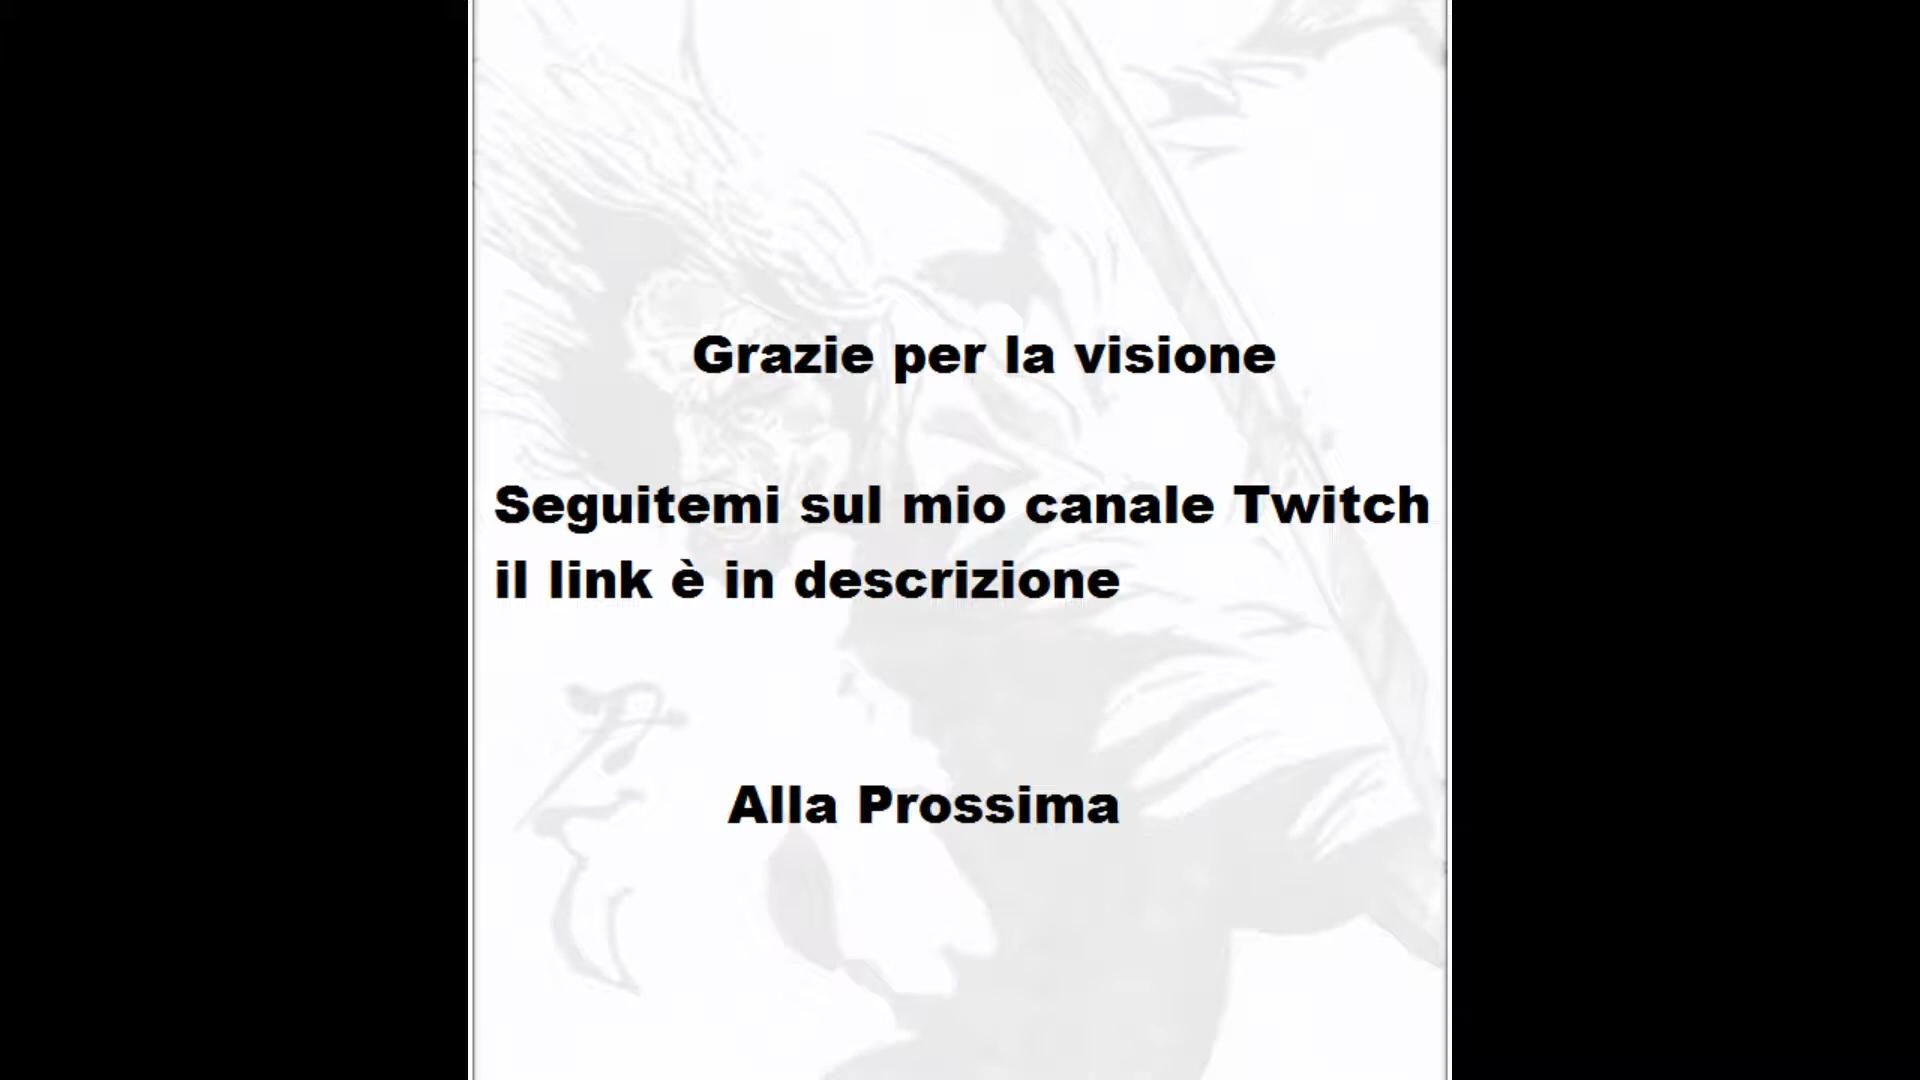 Grazie per la visione
Seguitemi sul mio canale Twitch
il link è in descrizione
Alla Prossima